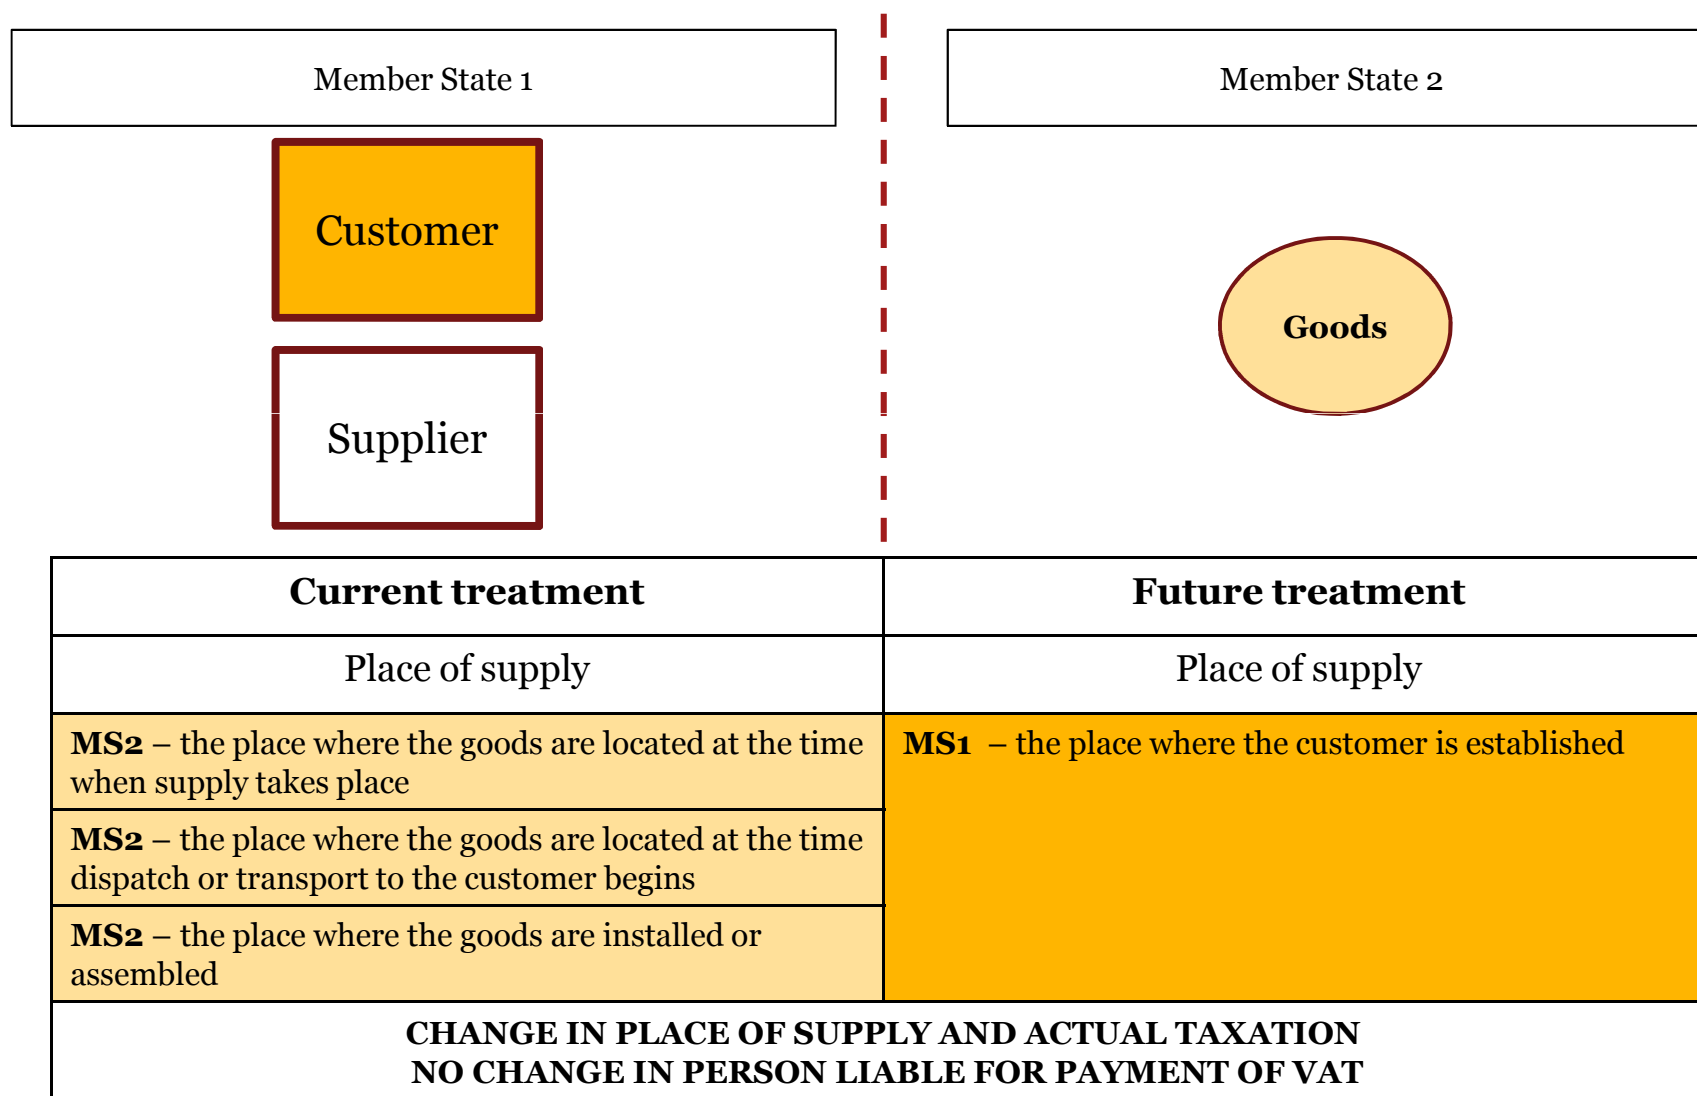 Member State 1
Member State 2
Customer
Goods
Supplier
Current treatment
Future treatment
Place of supply
Place of supply
MS2 – the place where the goods are located at the time
when supply takes place
MS1 – the place where the customer is established
MS2 – the place where the goods are located at the time
dispatch or transport to the customer begins
MS2 – the place where the goods are installed or
assembled
CHANGE IN PLACE OF SUPPLY AND ACTUAL TAXATION
NO CHANGE IN PERSON LIABLE FOR PAYMENT OF VAT